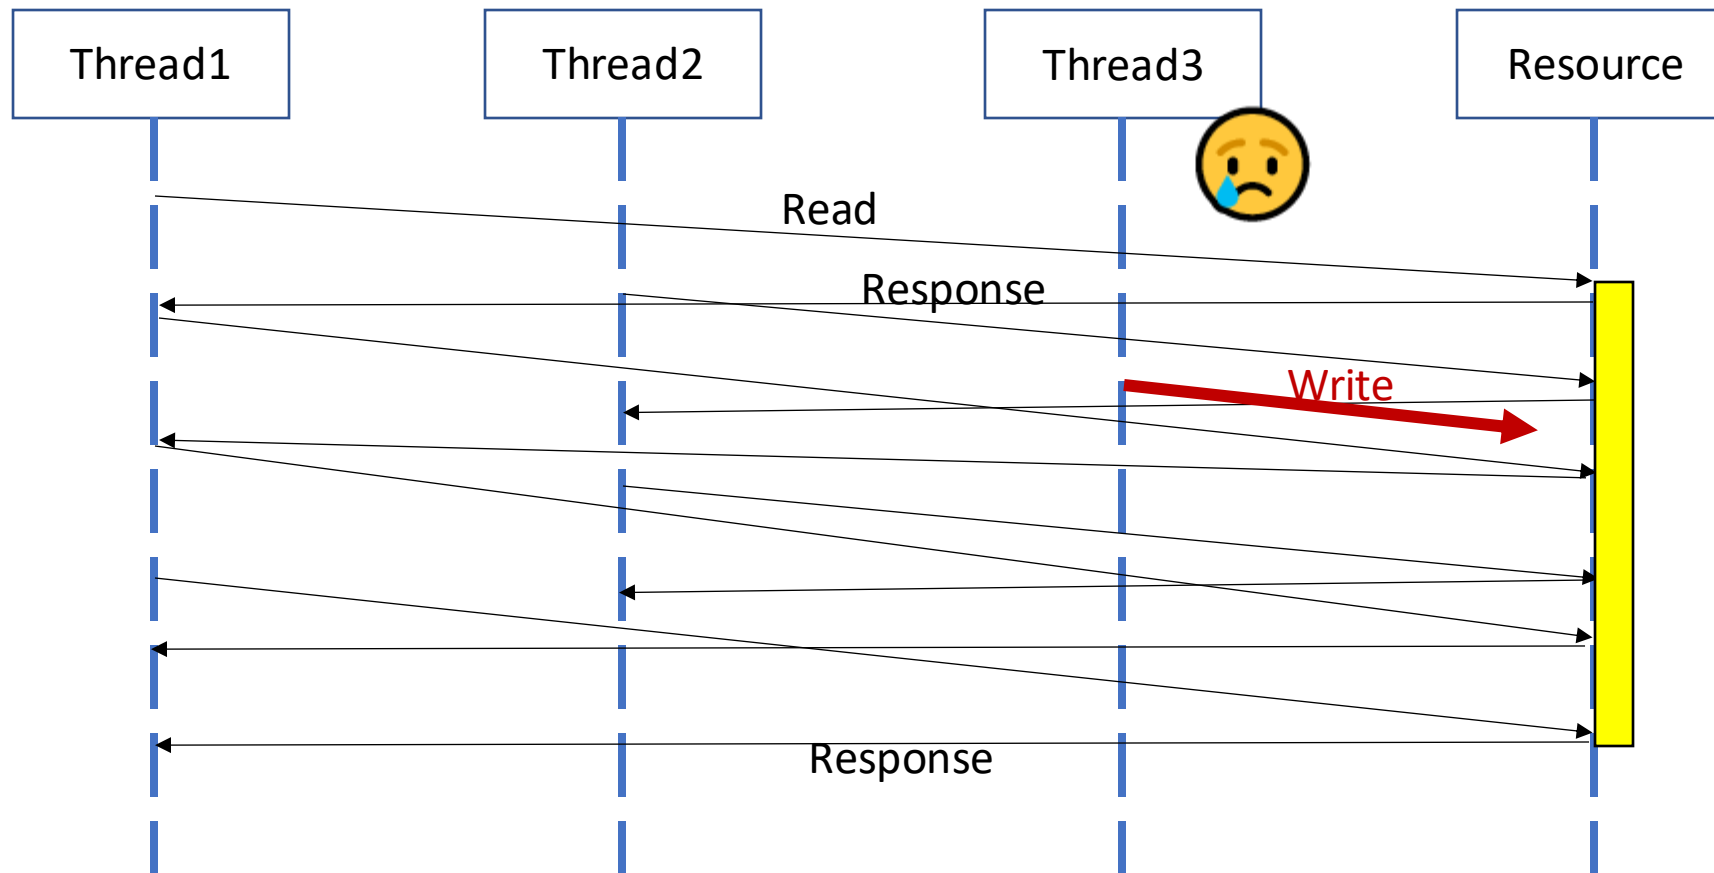 Thread1
Thread2
Thread3
Resource
Read
Response
Write
Response